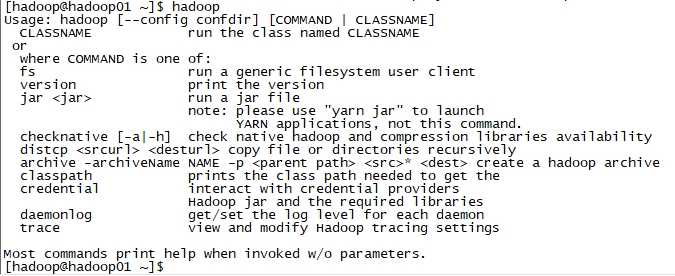 [hadoop@hadoop01 ~]$ hadoop
Usage: hadoop [--config confdir] [COMMAND | CLASSNAME]
  CLASSNAME            run the class named CLASSNAME
 or
  where COMMAND is one of:
  fs                   run a generic filesystem user client
  version              print the version
  jar <jar>            run a jar file
                       note: please use "yarn jar" to launch
                             YARN applications, not this command.
  checknative [-a|-h]  check native hadoop and compression libraries availability
  distcp <srcurl> <desturl> copy file or directories recursively
  archive -archiveName NAME -p <parent path> <src>* <dest> create a hadoop archive
  classpath            prints the class path needed to get the
  credential           interact with credential providers
                       Hadoop jar and the required libraries
  daemonlog            get/set the log level for each daemon
  trace                view and modify Hadoop tracing settings

Most commands print help when invoked w/o parameters.
[hadoop@hadoop01 ~]$